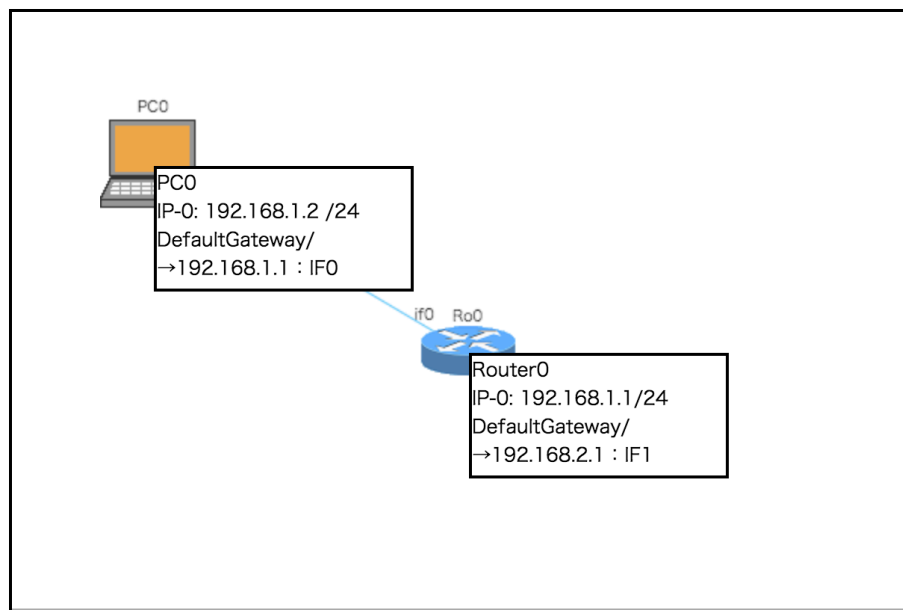 PC0
PC0
IP-0: 192.168.1.2 /24
DefaultGateway/
→192.168.1.1：IF0
if0 Ro0
Router0
IP-0: 192.168.1.1/24
DefaultGateway/
→192.168.2.1：IF1